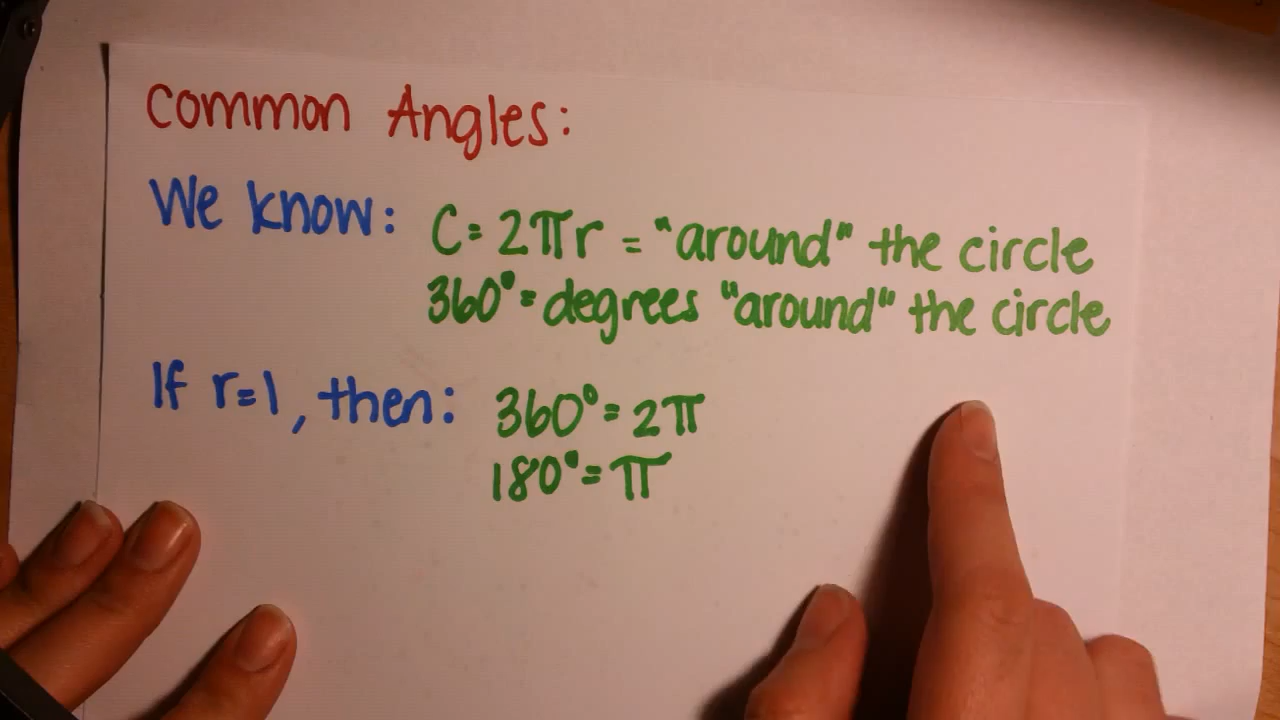 Common Angles:
We know: C = 2πr = "around" the circle
360° = degrees "around" the circle
If r=1, then: 360° = 2π
180° = π